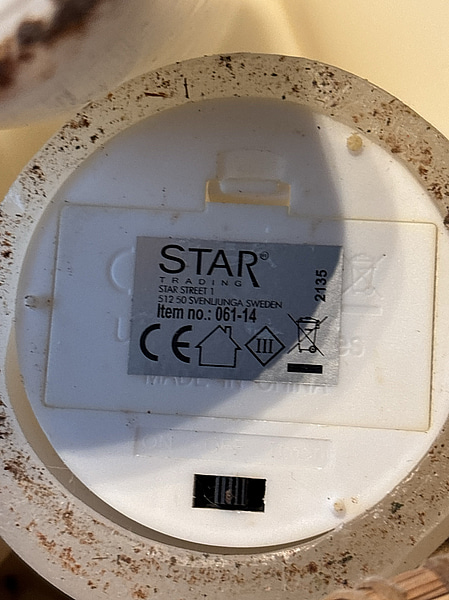 STAR®
TRADING
STAR STREET 1
512 50 SVENLJUNGA SWEDEN
Item no.: 061-14
2135
CE
III
MADE IN CHINA
ON